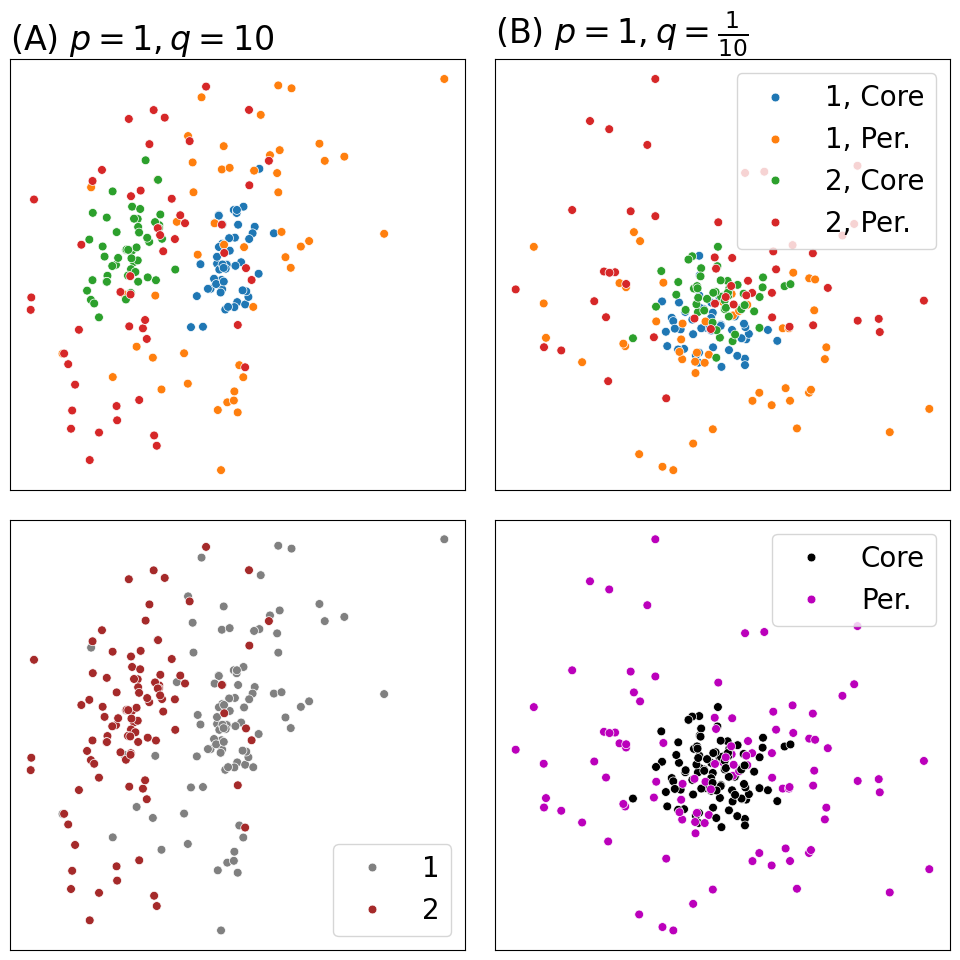 (A) p = 1, q = 10
(B) p = 1, q = 1/10
1, Core
1, Per.
2, Core
2, Per.
1
2
Core
Per.